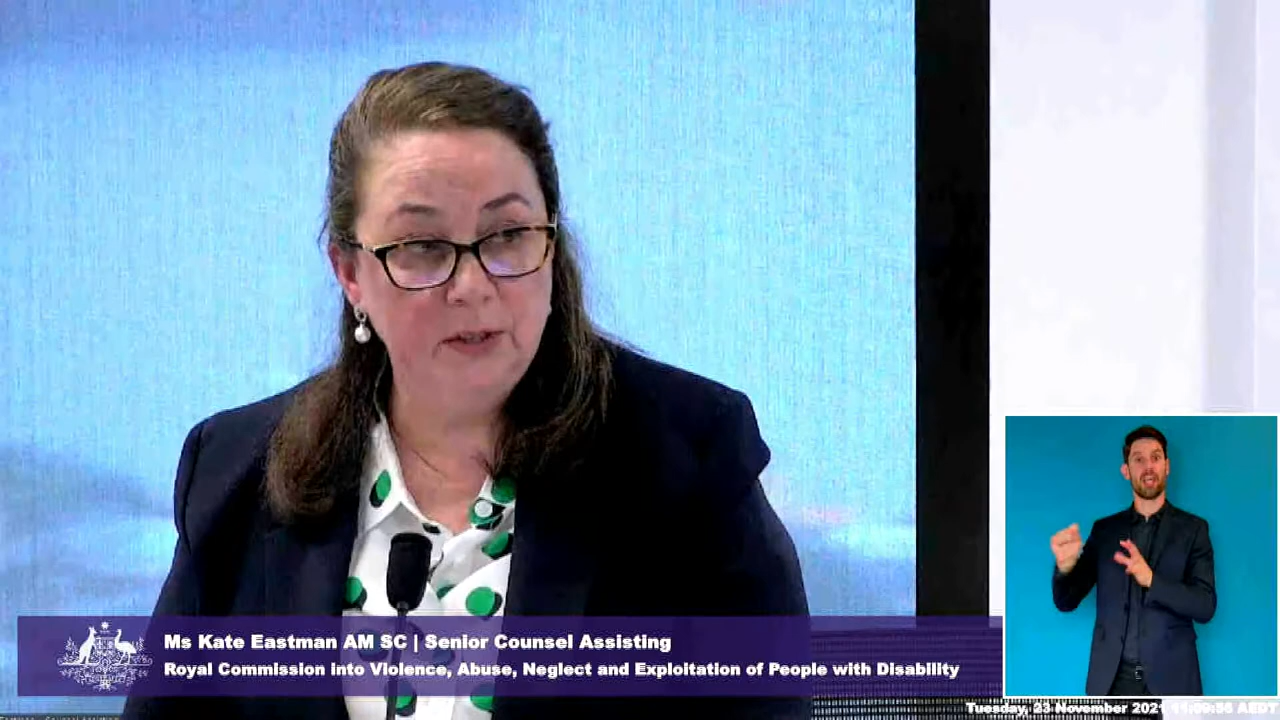 Ms Kate Eastman AM SC | Senior Counsel Assisting
Royal Commission into Violence, Abuse, Neglect and Exploitation of People with Disability
Tuesday, 23 November 2021 AEDT